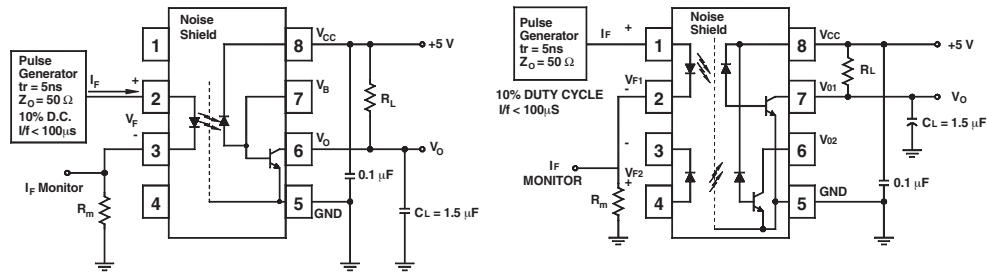 Noise
Shield
Pulse
Generator
tr = 5ns
ZO = 50 Ω
10% D.C.
I/f < 100μs
IF
+
VF
-
IF Monitor
Rm
1
2
3
4
8
7
6
5
VCC
VB
VO
GND
+5 V
RL
VO
0.1 μF
CL = 1.5 μF
Pulse
Generator
tr = 5ns
ZO = 50 Ω
IF
+
10% DUTY CYCLE
I/f < 100μS
VF1
-
-
VF2
+
IF
MONITOR
Rm
Noise
Shield
1
2
3
4
8
7
6
5
VCC
V01
V02
GND
+5 V
RL
VO
CL = 1.5 μF
0.1 μF